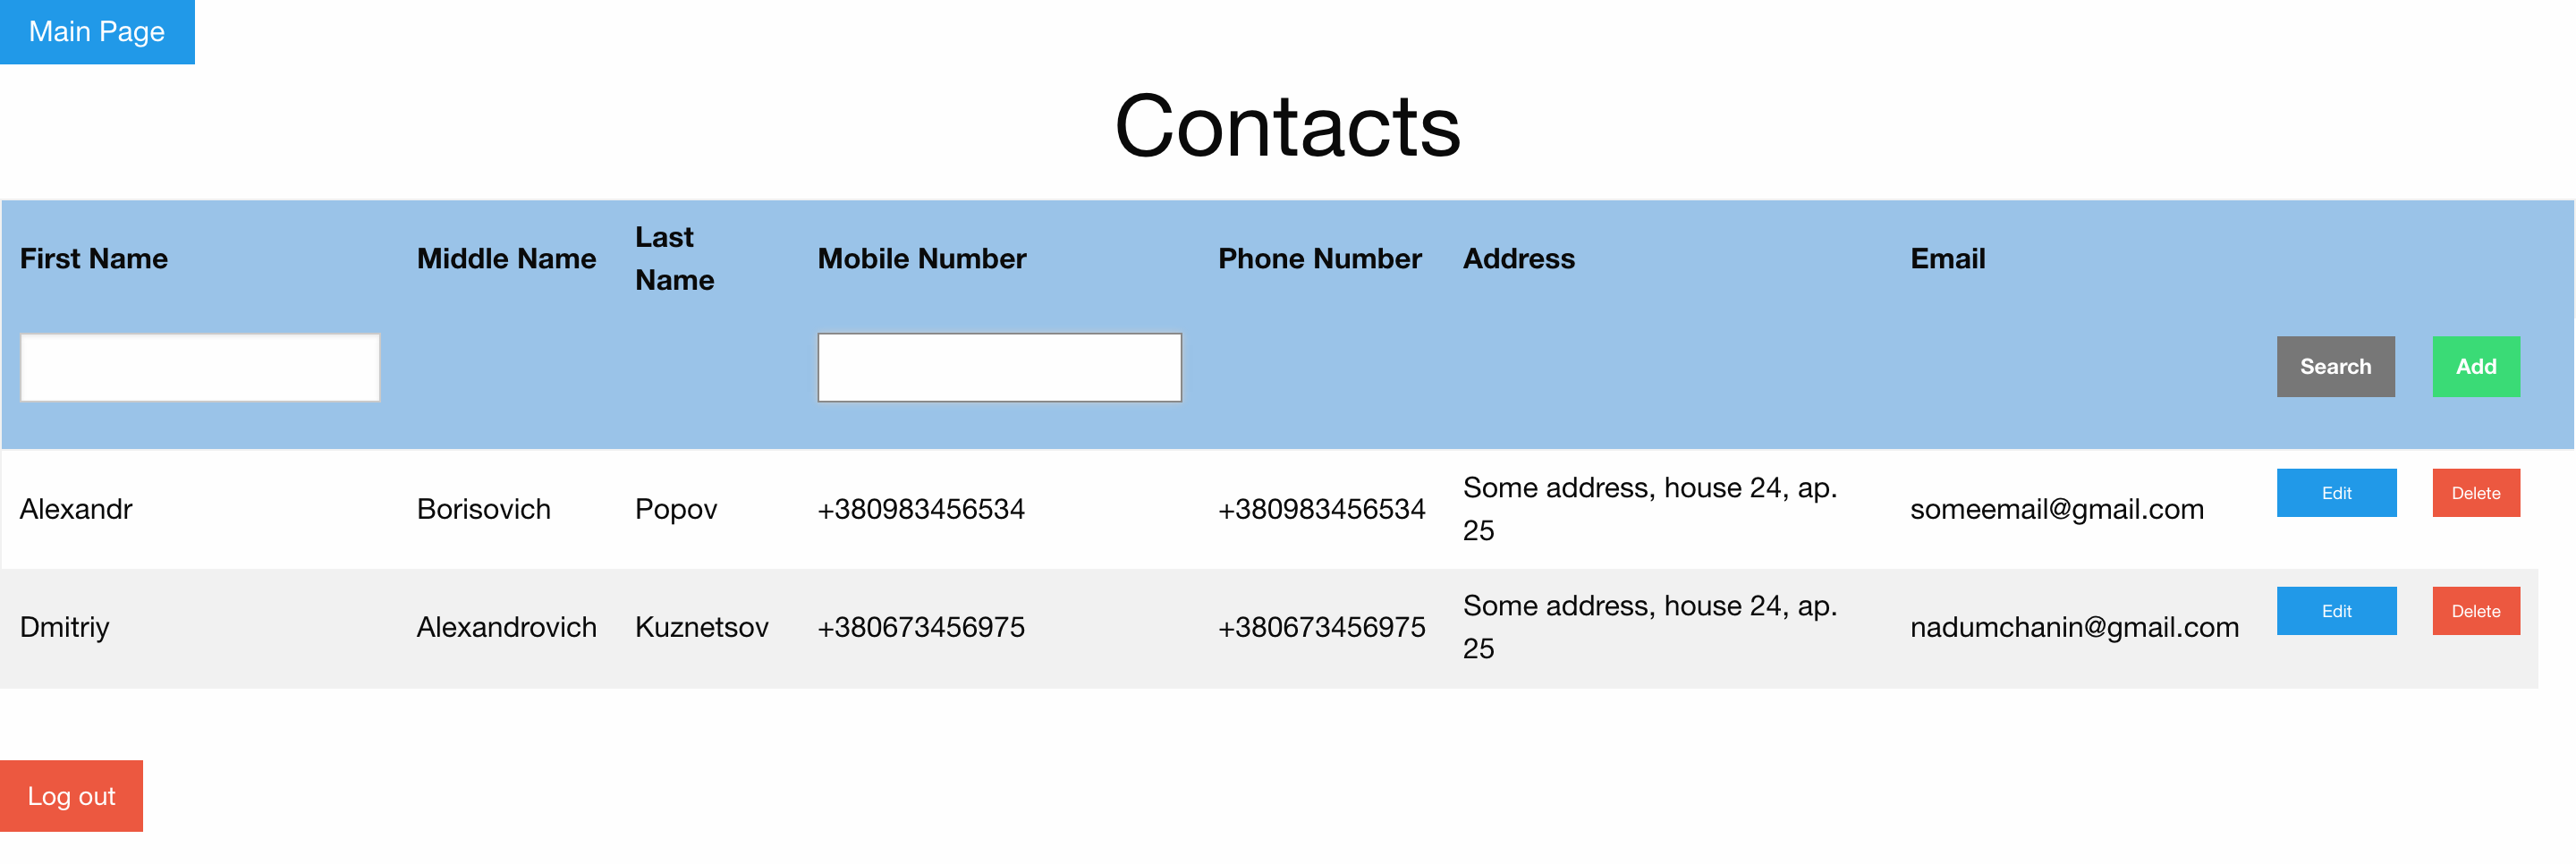 Main Page
Contacts
First Name Middle Name Last Name Mobile Number Phone Number Address Email
Search Add
Alexandr Borisovich Popov +380983456534 +380983456534 Some address, house 24, ap. 25 someemail@gmail.com Edit Delete
Dmitriy Alexandrovich Kuznetsov +380673456975 +380673456975 Some address, house 24, ap. 25 nadumchanin@gmail.com Edit Delete
Log out